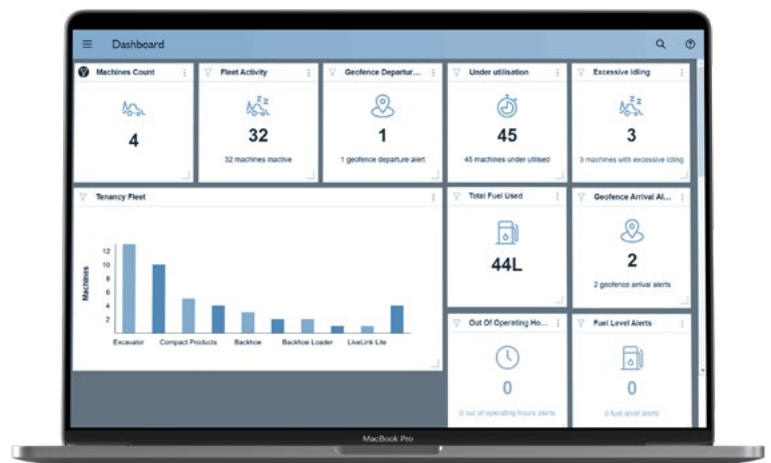 Dashboard
Machines Count
4
Fleet Activity
32
32 machines inactive
Geofence Departur...
1
1 geofence departure alert
Under utilisation
45
45 machines under utilised
Excessive Idling
3
3 machines with excessive idling
Tenancy Fleet
Machines
12
10
8
6
4
2
Excavator Compact Products Backhoe Backhoe Loader LiveLink Lite
Total Fuel Used
44L
Geofence Arrival Al...
2
2 geofence arrival alerts
Out Of Operating Ho...
0
0 out of operating hours alerts
Fuel Level Alerts
0
0 fuel level alerts
MacBook Pro